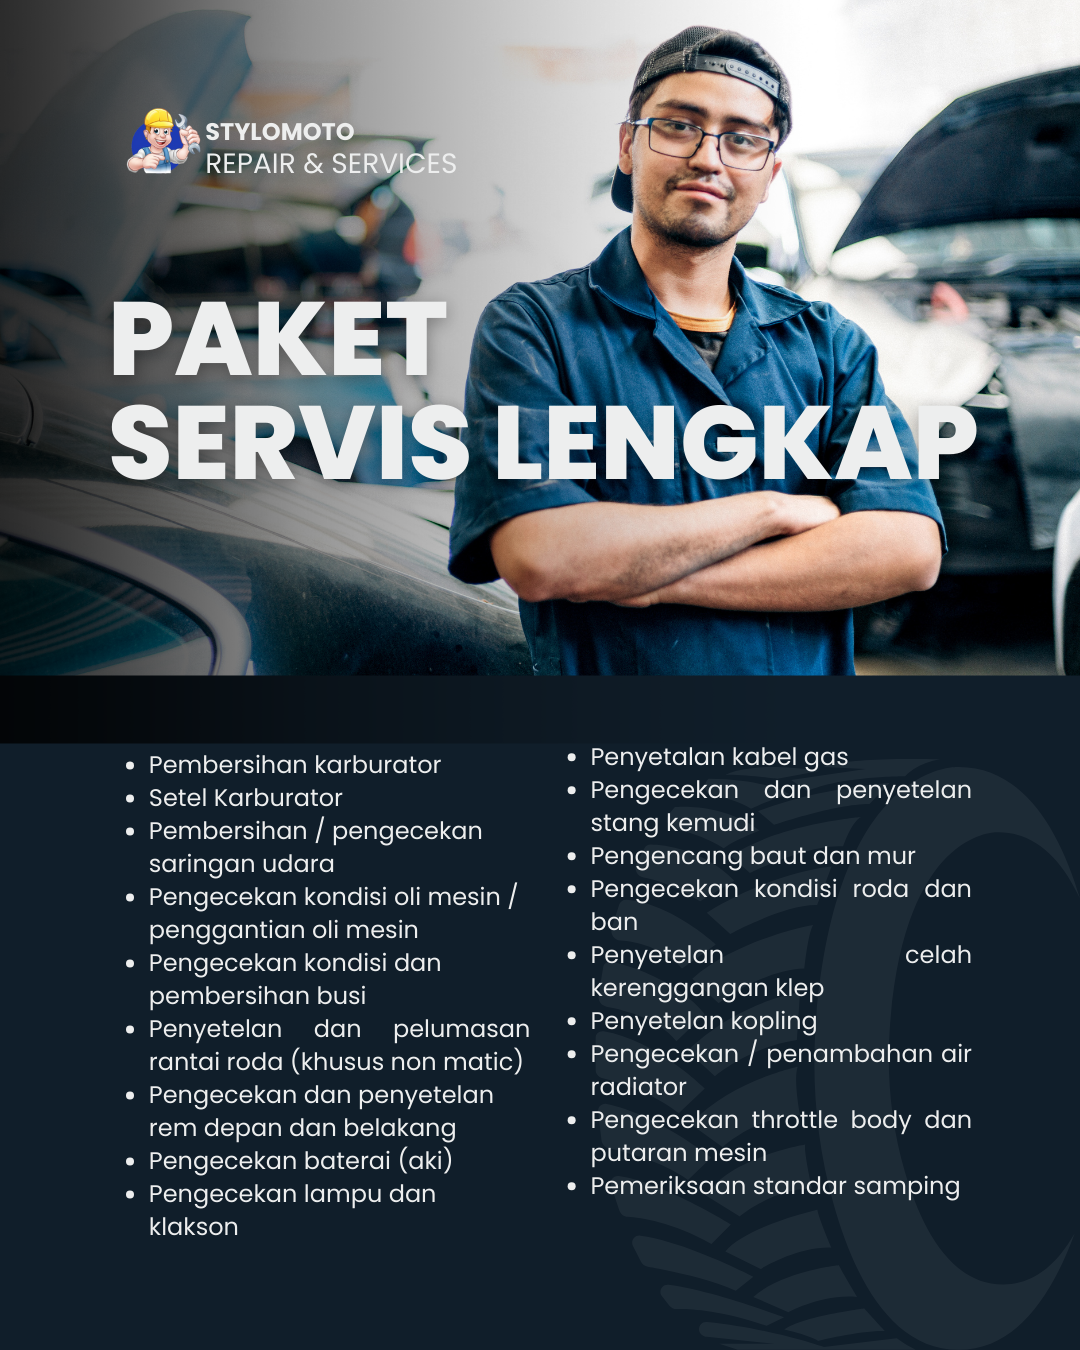 STYLOMOTO
REPAIR & SERVICES
PAKET
SERVIS LENGKAP
• Pembersihan karburator
• Setel Karburator
• Pembersihan / pengecekan
saringan udara
• Pengecekan kondisi oli mesin /
penggantian oli mesin
• Pengecekan kondisi dan
pembersihan busi
• Penyetelan dan pelumasan
rantai roda (khusus non matic)
• Pengecekan dan penyetelan
rem depan dan belakang
• Pengecekan baterai (aki)
• Pengecekan lampu dan
klakson
• Penyetalan kabel gas
• Pengecekan dan penyetelan
stang kemudi
• Pengencang baut dan mur
• Pengecekan kondisi roda dan
ban
• Penyetelan celah
kerenggangan klep
• Penyetelan kopling
• Pengecekan / penambahan air
radiator
• Pengecekan throttle body dan
putaran mesin
• Pemeriksaan standar samping